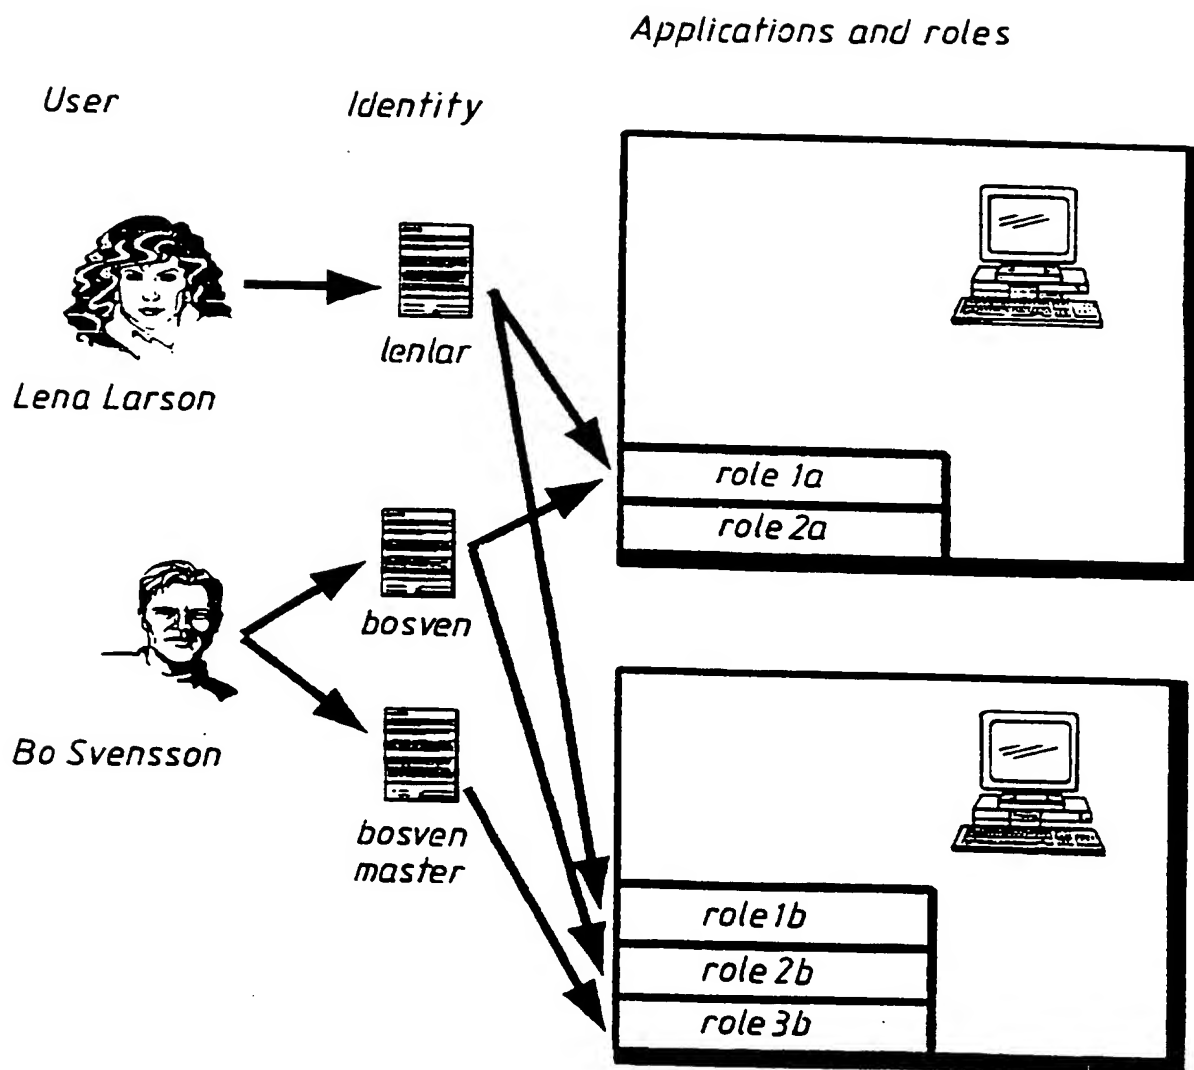 Applications and roles
User
Identity
lenlar
Lena Larson
role 1a
role 2a
bosven
Bo Svensson
bosven
master
role 1b
role 2b
role 3b